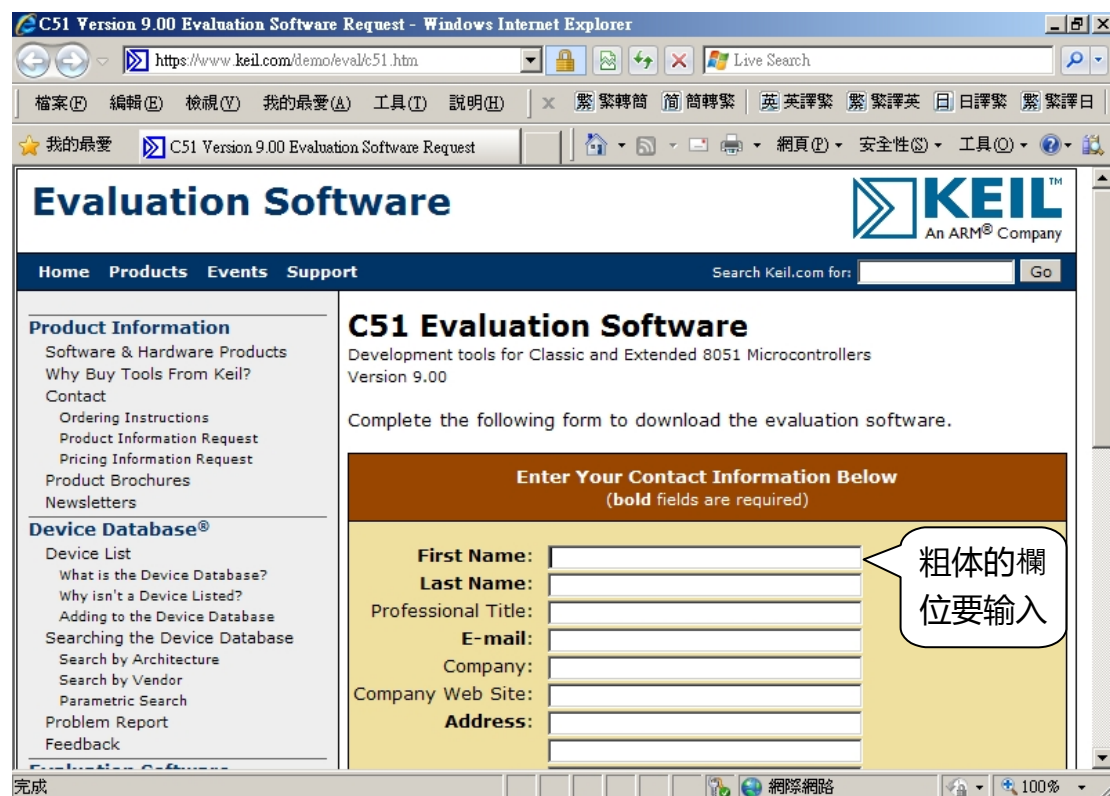 C51 Version 9.00 Evaluation Software Request - Windows Internet Explorer
https://www.keil.com/demo/eval/c51.htm
Live Search
檔案(F) 編輯(E) 檢視(V) 我的最愛(A) 工具(T) 說明(H) x 繁 繁轉簡 簡 簡轉繁 英 英譯繁 繁 繁譯英 日 日譯繁 繁 繁譯日
我的最愛 C51 Version 9.00 Evaluation Software Request 網頁(P) 安全性(S) 工具(O)
Evaluation Software
KEIL™
An ARM® Company
Home Products Events Support Search Keil.com for: Go
Product Information
Software & Hardware Products
Why Buy Tools From Keil?
Contact
Ordering Instructions
Product Information Request
Pricing Information Request
Product Brochures
Newsletters
Device Database®
Device List
What is the Device Database?
Why isn't a Device Listed?
Adding to the Device Database
Searching the Device Database
Search by Architecture
Search by Vendor
Parametric Search
Problem Report
Feedback
Evaluation Software
C51 Evaluation Software
Development tools for Classic and Extended 8051 Microcontrollers
Version 9.00
Complete the following form to download the evaluation software.
Enter Your Contact Information Below
(bold fields are required)
First Name:
Last Name:
Professional Title:
E-mail:
Company:
Company Web Site:
Address:
粗体的欄
位要输入
完成 網際網路 100%